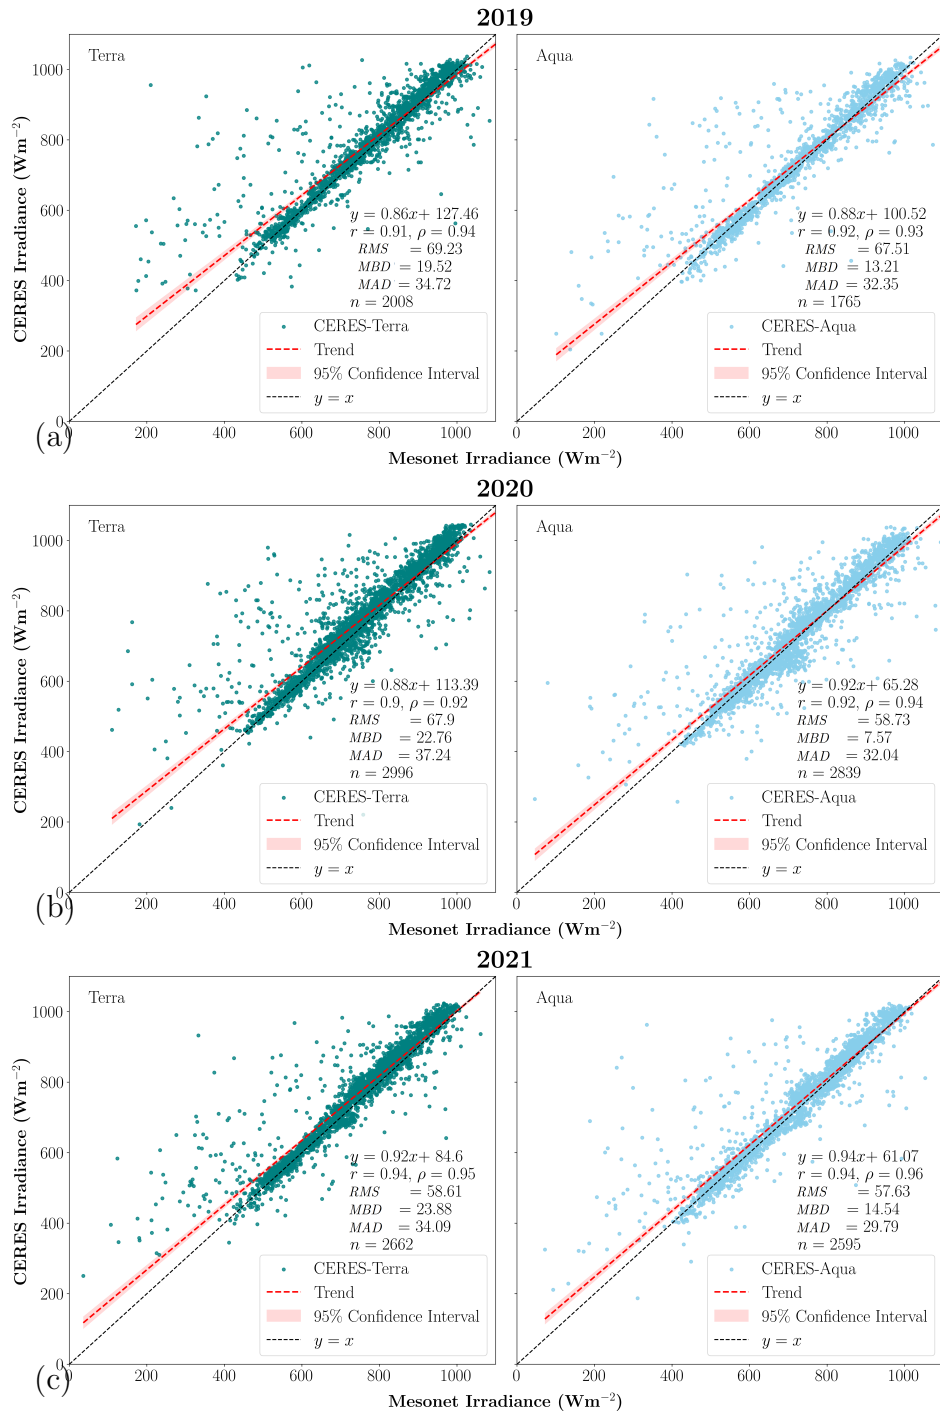 2019
Terra
Aqua
CERES Irradiance (Wm⁻²)
1000
800
600
400
200
0
y = 0.86x+ 127.46
r = 0.91, ρ = 0.94
RMS = 69.23
MBD = 19.52
MAD = 34.72
n = 2008
CERES-Terra
Trend
95% Confidence Interval
y = x
y = 0.88x+ 100.52
r = 0.92, ρ = 0.93
RMS = 67.51
MBD = 13.21
MAD = 32.35
n = 1765
CERES-Aqua
Trend
95% Confidence Interval
y = x
(a)
0 200 400 600 800 1000 0 200 400 600 800 1000
Mesonet Irradiance (Wm⁻²)
2020
Terra
Aqua
CERES Irradiance (Wm⁻²)
1000
800
600
400
200
0
y = 0.88x+ 113.39
r = 0.9, ρ = 0.92
RMS = 67.9
MBD = 22.76
MAD = 37.24
n = 2996
CERES-Terra
Trend
95% Confidence Interval
y = x
y = 0.92x+ 65.28
r = 0.92, ρ = 0.94
RMS = 58.73
MBD = 7.57
MAD = 32.04
n = 2839
CERES-Aqua
Trend
95% Confidence Interval
y = x
(b)
0 200 400 600 800 1000 0 200 400 600 800 1000
Mesonet Irradiance (Wm⁻²)
2021
Terra
Aqua
CERES Irradiance (Wm⁻²)
1000
800
600
400
200
0
y = 0.92x+ 84.6
r = 0.94, ρ = 0.95
RMS = 58.61
MBD = 23.88
MAD = 34.09
n = 2662
CERES-Terra
Trend
95% Confidence Interval
y = x
y = 0.94x+ 61.07
r = 0.94, ρ = 0.96
RMS = 57.63
MBD = 14.54
MAD = 29.79
n = 2595
CERES-Aqua
Trend
95% Confidence Interval
y = x
(c)
0 200 400 600 800 1000 0 200 400 600 800 1000
Mesonet Irradiance (Wm⁻²)